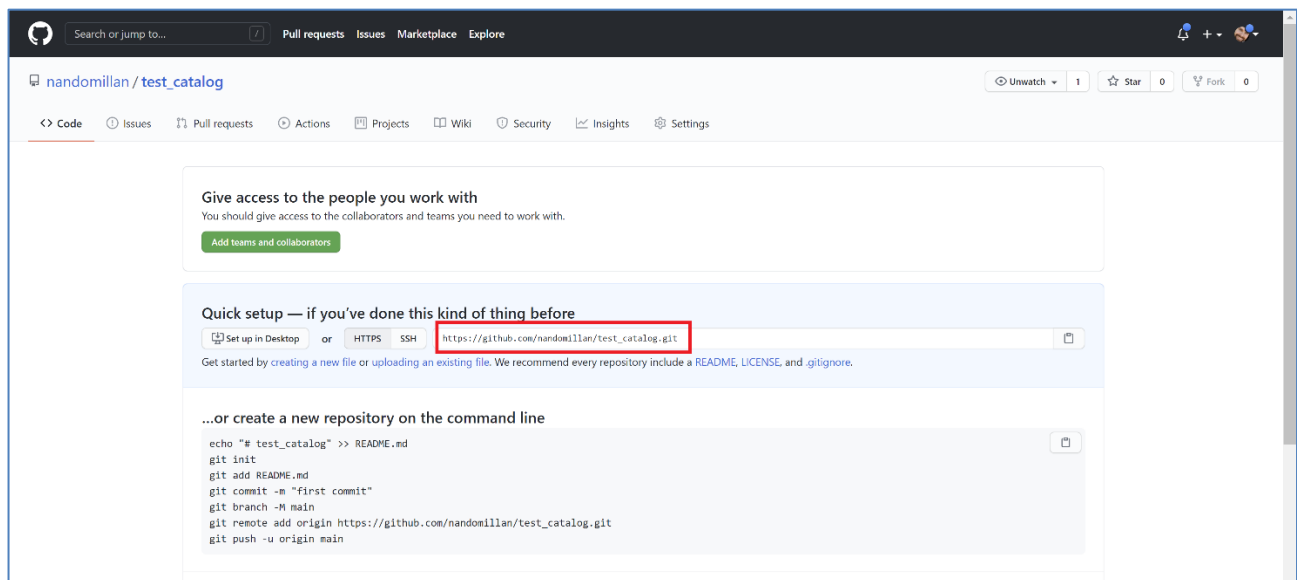 Search or jump to... / Pull requests Issues Marketplace Explore
nandomillan / test_catalog Unwatch 1 Star 0 Fork 0
<> Code Issues Pull requests Actions Projects Wiki Security Insights Settings
Give access to the people you work with
You should give access to the collaborators and teams you need to work with.
Add teams and collaborators
Quick setup — if you've done this kind of thing before
Set up in Desktop or HTTPS SSH https://github.com/nandomillan/test_catalog.git
Get started by creating a new file or uploading an existing file. We recommend every repository include a README, LICENSE, and .gitignore.
...or create a new repository on the command line
echo "# test_catalog" >> README.md
git init
git add README.md
git commit -m "first commit"
git branch -M main
git remote add origin https://github.com/nandomillan/test_catalog.git
git push -u origin main